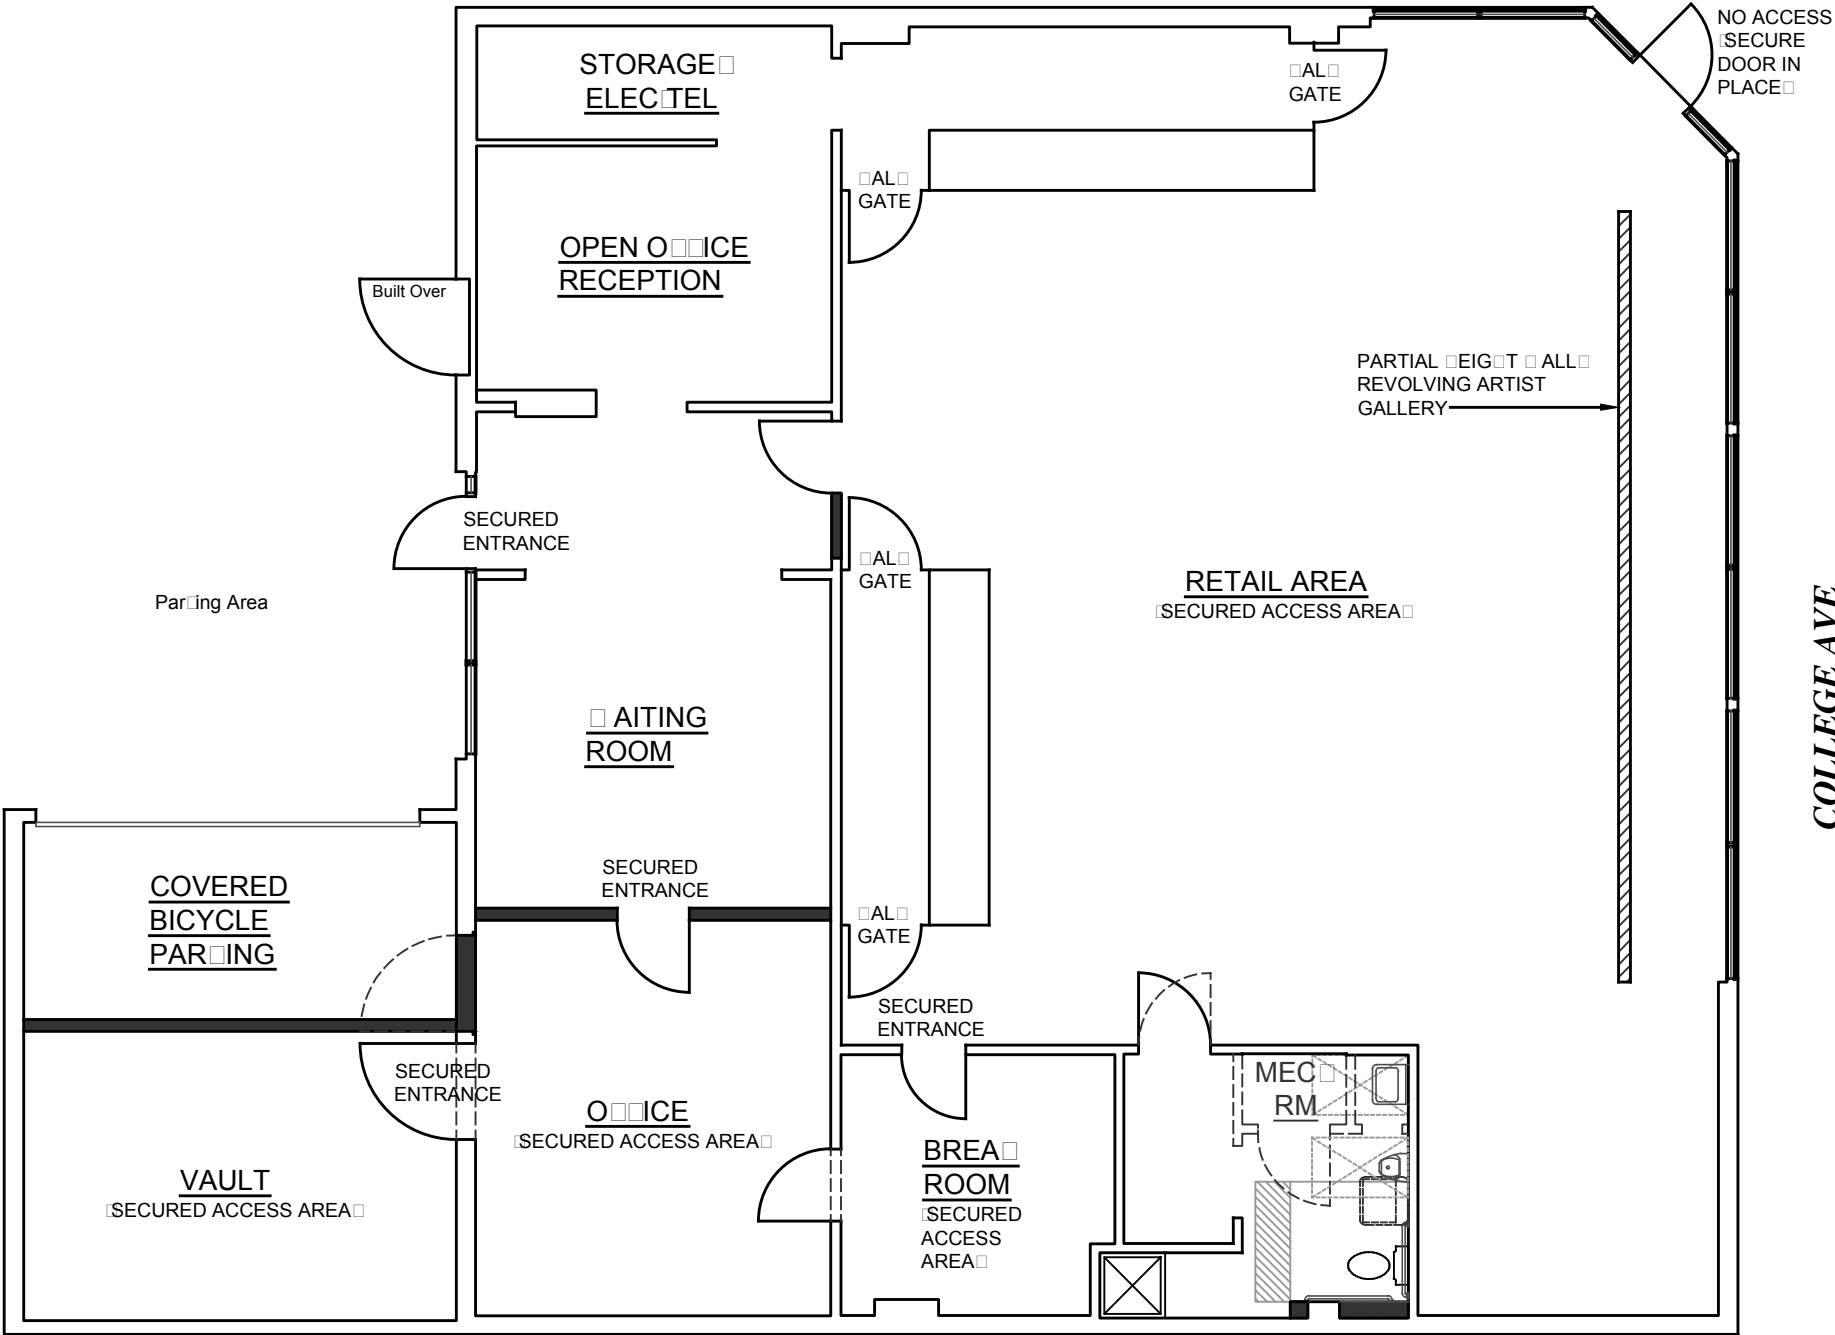 NO ACCESS
□SECURE
DOOR IN
PLACE□
STORAGE□
ELEC□TEL
□AL□
GATE
□AL□
GATE
OPEN O□□ICE
RECEPTION
Built Over
PARTIAL □EIG□T □ALL□
REVOLVING ARTIST
GALLERY
SECURED
ENTRANCE
□AL□
GATE
RETAIL AREA
□SECURED ACCESS AREA□
Par□ing Area
COLLEGE AVE
□AITING
ROOM
SECURED
ENTRANCE
COVERED
BICYCLE
PAR□ING
□AL□
GATE
SECURED
ENTRANCE
SECURED
ENTRANCE
MEC□
RM
O□□ICE
□SECURED ACCESS AREA□
BREA□
ROOM
□SECURED
ACCESS
AREA□
VAULT
□SECURED ACCESS AREA□